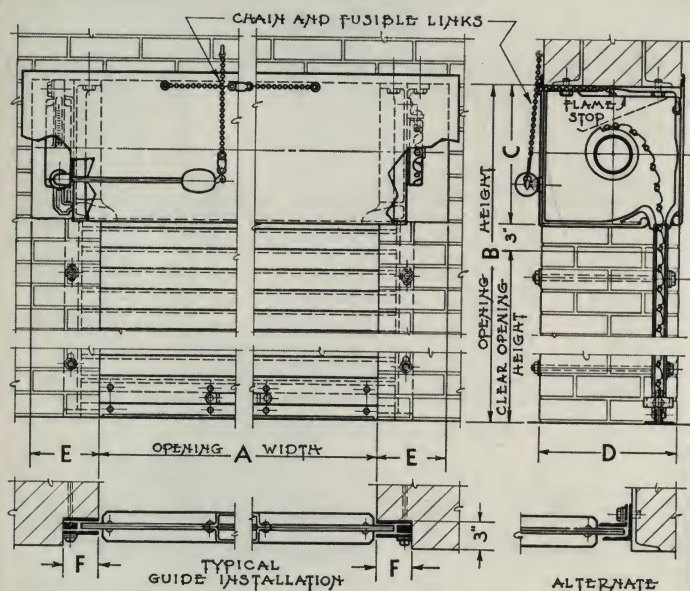 CHAIN AND FUSIBLE LINKS
FLAME
STOP
C
3"
B
HEIGHT
OPENING
CLEAR OPENING
HEIGHT
E
OPENING A WIDTH
E
D
F
TYPICAL
GUIDE INSTALLATION
F
3"
ALTERNATE